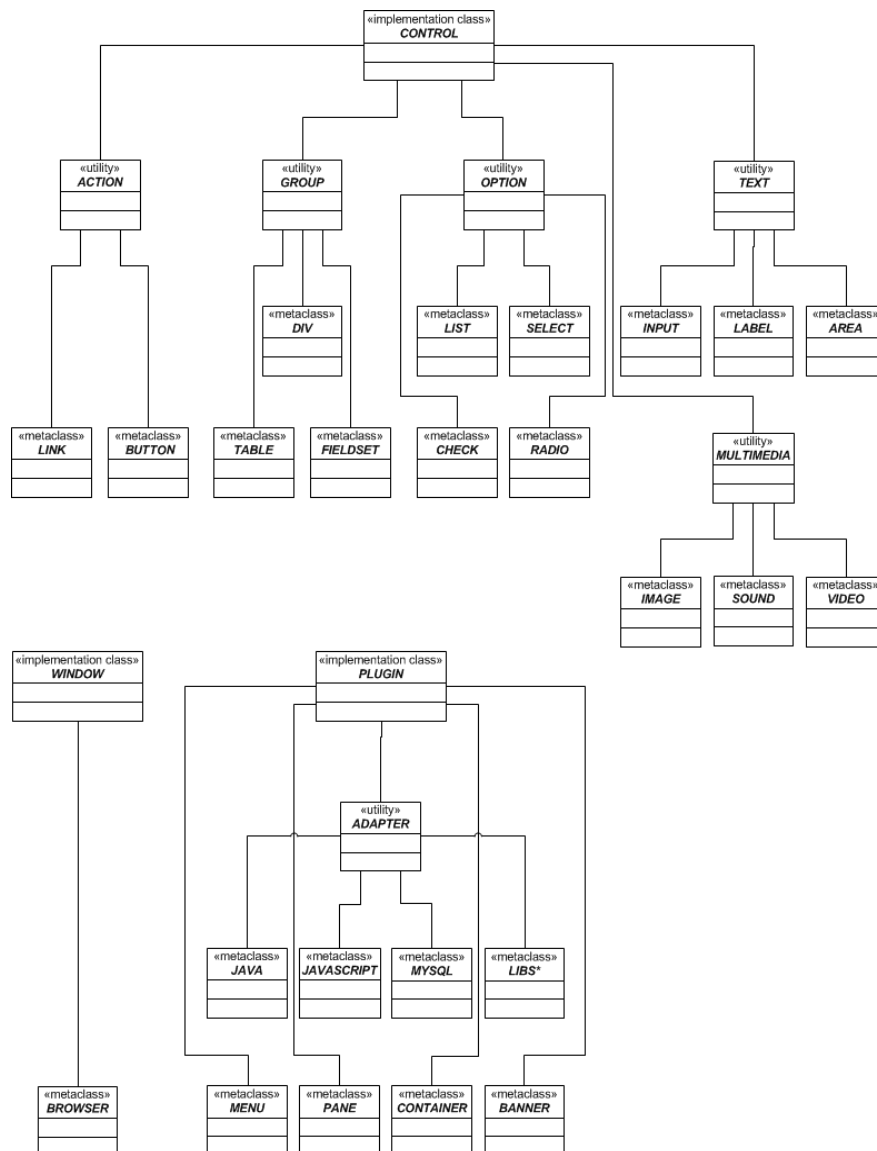 «implementation class»
CONTROL
«utility»
ACTION
«utility»
GROUP
«utility»
OPTION
«utility»
TEXT
«metaclass»
DIV
«metaclass»
LIST
«metaclass»
SELECT
«metaclass»
INPUT
«metaclass»
LABEL
«metaclass»
AREA
«metaclass»
LINK
«metaclass»
BUTTON
«metaclass»
TABLE
«metaclass»
FIELDSET
«metaclass»
CHECK
«metaclass»
RADIO
«utility»
MULTIMEDIA
«metaclass»
IMAGE
«metaclass»
SOUND
«metaclass»
VIDEO
«implementation class»
WINDOW
«implementation class»
PLUGIN
«utility»
ADAPTER
«metaclass»
JAVA
«metaclass»
JAVASCRIPT
«metaclass»
MYSQL
«metaclass»
LIBS*
«metaclass»
BROWSER
«metaclass»
MENU
«metaclass»
PANE
«metaclass»
CONTAINER
«metaclass»
BANNER